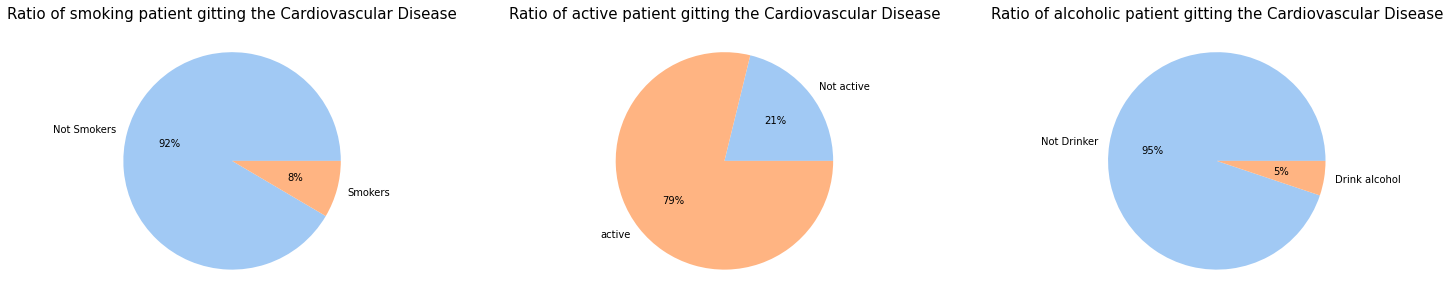 Ratio of smoking patient gitting the Cardiovascular Disease
Not Smokers
92%
8%
Smokers
Ratio of active patient gitting the Cardiovascular Disease
Not active
21%
79%
active
Ratio of alcoholic patient gitting the Cardiovascular Disease
Not Drinker
95%
5%
Drink alcohol